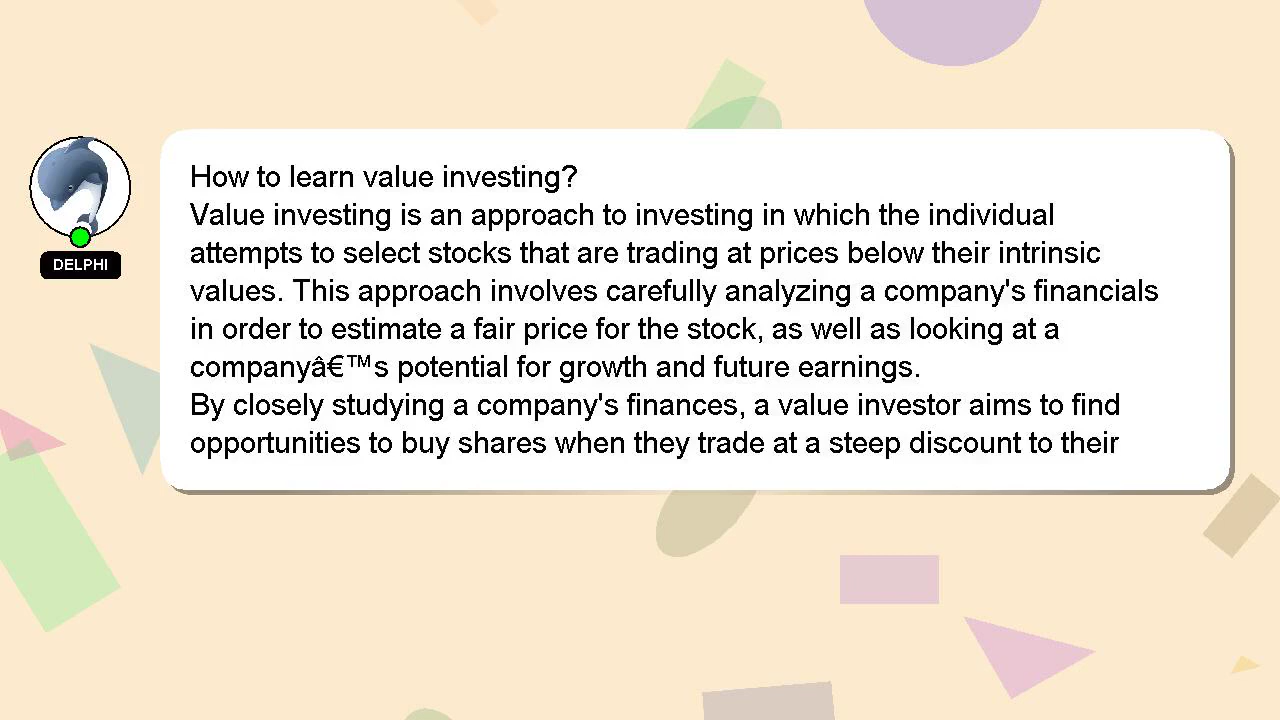 How to learn value investing?
Value investing is an approach to investing in which the individual
attempts to select stocks that are trading at prices below their intrinsic
values. This approach involves carefully analyzing a company's financials
in order to estimate a fair price for the stock, as well as looking at a
companyâ€™s potential for growth and future earnings.
By closely studying a company's finances, a value investor aims to find
opportunities to buy shares when they trade at a steep discount to their
DELPHI